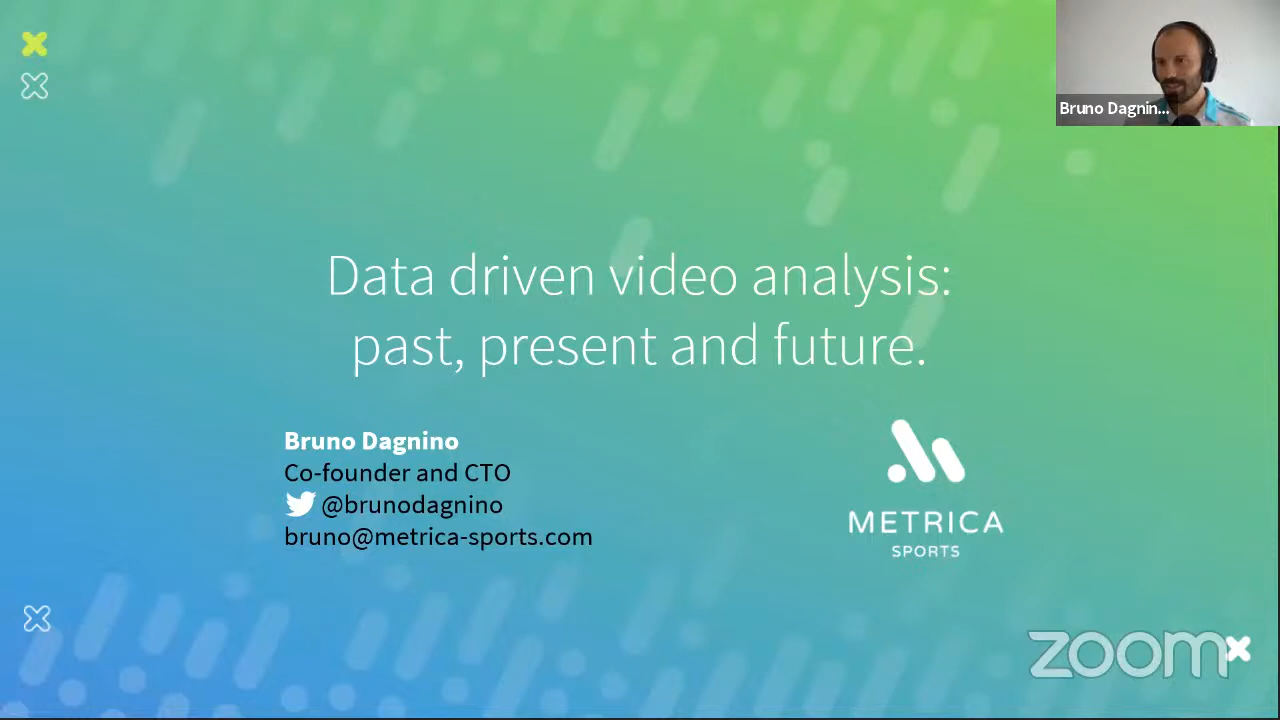 Bruno Dagnin...
Data driven video analysis:
past, present and future.
Bruno Dagnino
Co-founder and CTO
@brunodagnino
bruno@metrica-sports.com
METRICA
SPORTS
zoom